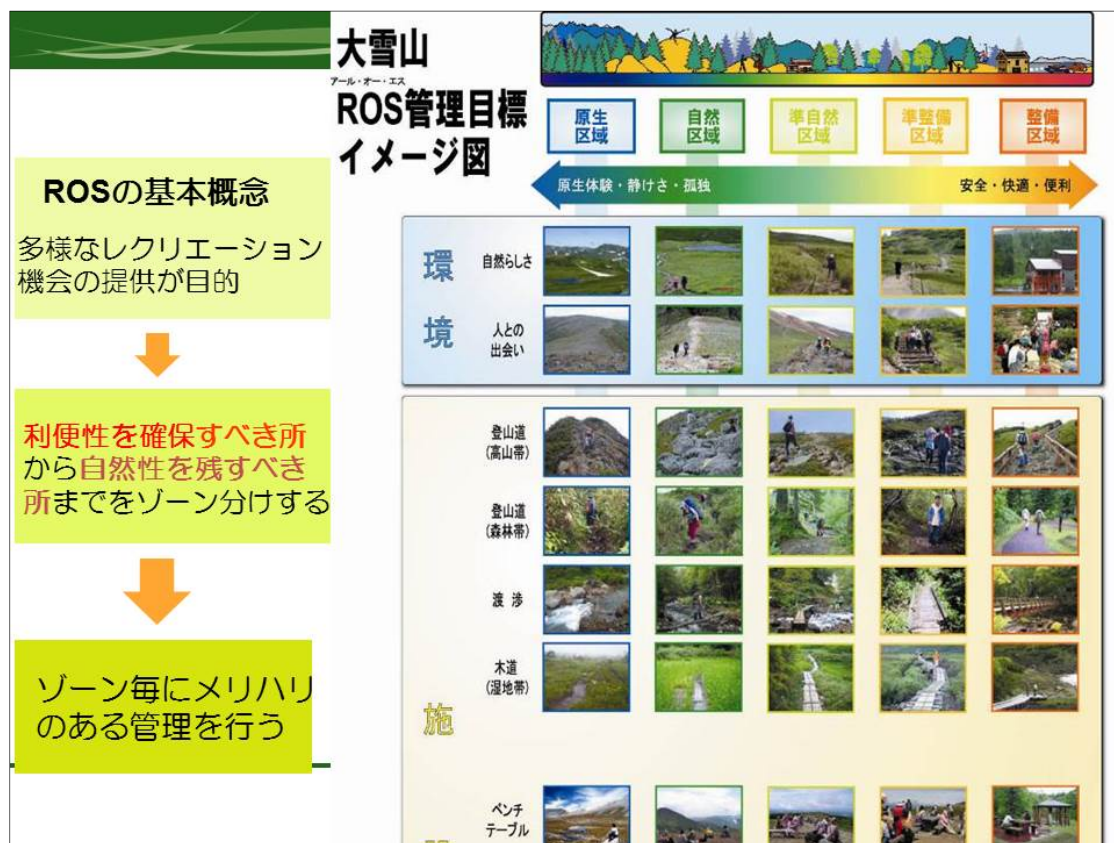 ROSの基本概念
多様なレクリエーション
機会の提供が目的
利便性を確保すべき所
から自然性を残すべき
所までをゾーン分けする
ゾーン毎にメリハリ
のある管理を行う
大雪山
アール・オー・エス
ROS管理目標
イメージ図
原生
区域
自然
区域
準自然
区域
準整備
区域
整備
区域
原生体験・静けさ・孤独
安全・快適・便利
環
境
自然らしさ
人との
出会い
施
登山道
(高山帯)
登山道
(森林帯)
渡渉
木道
(湿地帯)
ベンチ
テーブル